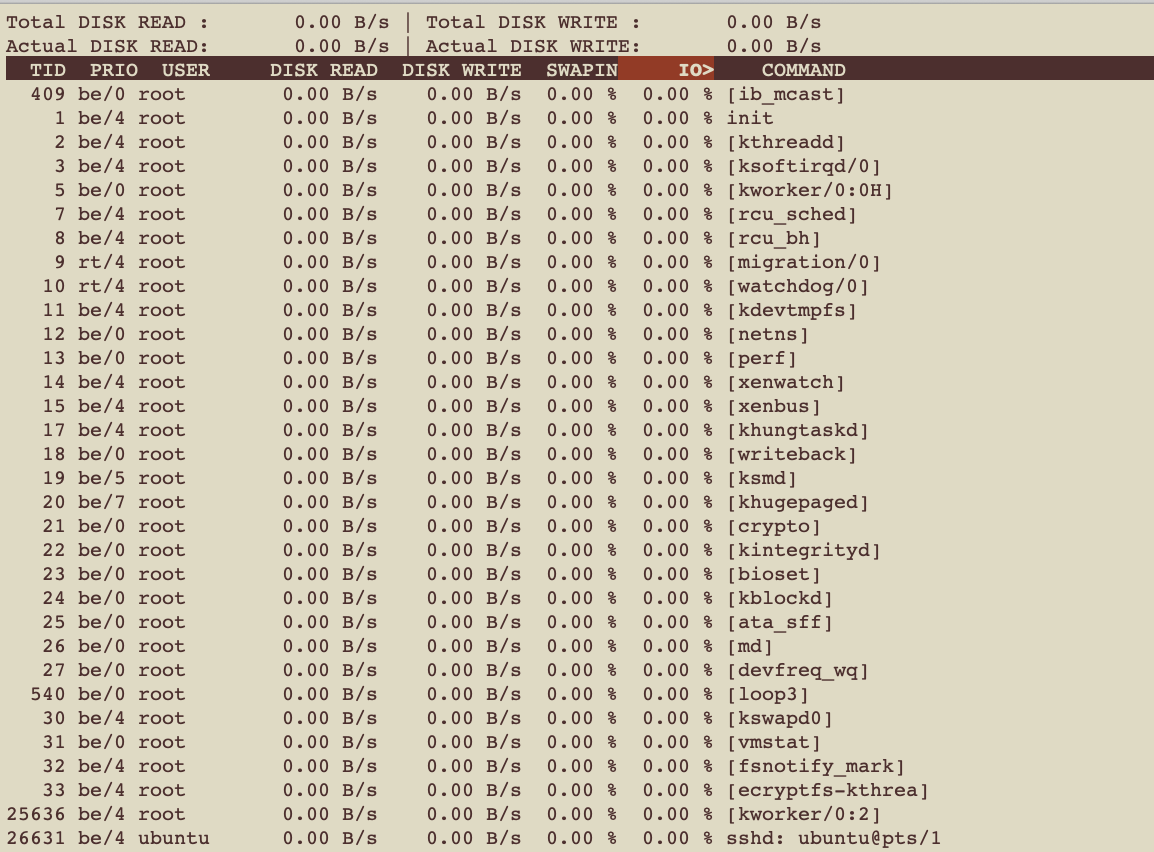 Total DISK READ :       0.00 B/s | Total DISK WRITE :       0.00 B/s
Actual DISK READ:       0.00 B/s | Actual DISK WRITE:       0.00 B/s
  TID  PRIO  USER     DISK READ  DISK WRITE  SWAPIN     IO>    COMMAND
  409 be/0 root        0.00 B/s    0.00 B/s  0.00 %  0.00 % [ib_mcast]
    1 be/4 root        0.00 B/s    0.00 B/s  0.00 %  0.00 % init
    2 be/4 root        0.00 B/s    0.00 B/s  0.00 %  0.00 % [kthreadd]
    3 be/4 root        0.00 B/s    0.00 B/s  0.00 %  0.00 % [ksoftirqd/0]
    5 be/0 root        0.00 B/s    0.00 B/s  0.00 %  0.00 % [kworker/0:0H]
    7 be/4 root        0.00 B/s    0.00 B/s  0.00 %  0.00 % [rcu_sched]
    8 be/4 root        0.00 B/s    0.00 B/s  0.00 %  0.00 % [rcu_bh]
    9 rt/4 root        0.00 B/s    0.00 B/s  0.00 %  0.00 % [migration/0]
   10 rt/4 root        0.00 B/s    0.00 B/s  0.00 %  0.00 % [watchdog/0]
   11 be/4 root        0.00 B/s    0.00 B/s  0.00 %  0.00 % [kdevtmpfs]
   12 be/0 root        0.00 B/s    0.00 B/s  0.00 %  0.00 % [netns]
   13 be/0 root        0.00 B/s    0.00 B/s  0.00 %  0.00 % [perf]
   14 be/4 root        0.00 B/s    0.00 B/s  0.00 %  0.00 % [xenwatch]
   15 be/4 root        0.00 B/s    0.00 B/s  0.00 %  0.00 % [xenbus]
   17 be/4 root        0.00 B/s    0.00 B/s  0.00 %  0.00 % [khungtaskd]
   18 be/0 root        0.00 B/s    0.00 B/s  0.00 %  0.00 % [writeback]
   19 be/5 root        0.00 B/s    0.00 B/s  0.00 %  0.00 % [ksmd]
   20 be/7 root        0.00 B/s    0.00 B/s  0.00 %  0.00 % [khugepaged]
   21 be/0 root        0.00 B/s    0.00 B/s  0.00 %  0.00 % [crypto]
   22 be/0 root        0.00 B/s    0.00 B/s  0.00 %  0.00 % [kintegrityd]
   23 be/0 root        0.00 B/s    0.00 B/s  0.00 %  0.00 % [bioset]
   24 be/0 root        0.00 B/s    0.00 B/s  0.00 %  0.00 % [kblockd]
   25 be/0 root        0.00 B/s    0.00 B/s  0.00 %  0.00 % [ata_sff]
   26 be/0 root        0.00 B/s    0.00 B/s  0.00 %  0.00 % [md]
   27 be/0 root        0.00 B/s    0.00 B/s  0.00 %  0.00 % [devfreq_wq]
  540 be/0 root        0.00 B/s    0.00 B/s  0.00 %  0.00 % [loop3]
   30 be/4 root        0.00 B/s    0.00 B/s  0.00 %  0.00 % [kswapd0]
   31 be/0 root        0.00 B/s    0.00 B/s  0.00 %  0.00 % [vmstat]
   32 be/4 root        0.00 B/s    0.00 B/s  0.00 %  0.00 % [fsnotify_mark]
   33 be/4 root        0.00 B/s    0.00 B/s  0.00 %  0.00 % [ecryptfs-kthrea]
25636 be/4 root        0.00 B/s    0.00 B/s  0.00 %  0.00 % [kworker/0:2]
26631 be/4 ubuntu      0.00 B/s    0.00 B/s  0.00 %  0.00 % sshd: ubuntu@pts/1